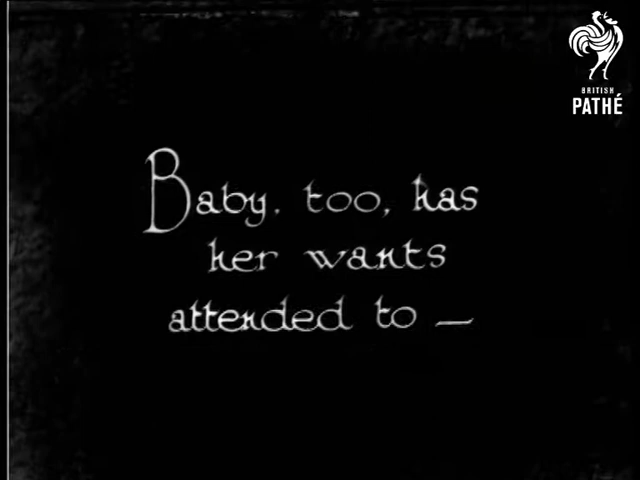 BRITISH
PATHÉ
Baby, too, has
her wants
attended to —